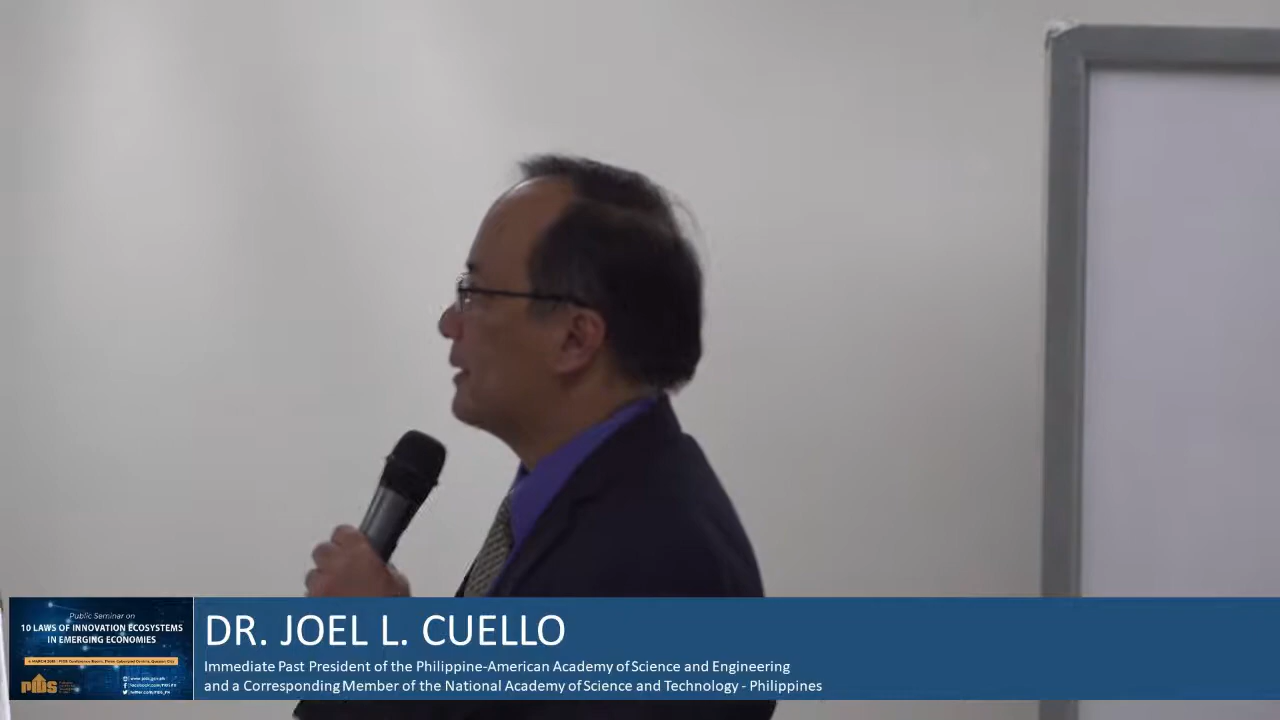 Public Seminar on
10 LAWS OF INNOVATION ECOSYSTEMS
IN EMERGING ECONOMIES
PIDS
DR. JOEL L. CUELLO
Immediate Past President of the Philippine-American Academy of Science and Engineering
and a Corresponding Member of the National Academy of Science and Technology - Philippines